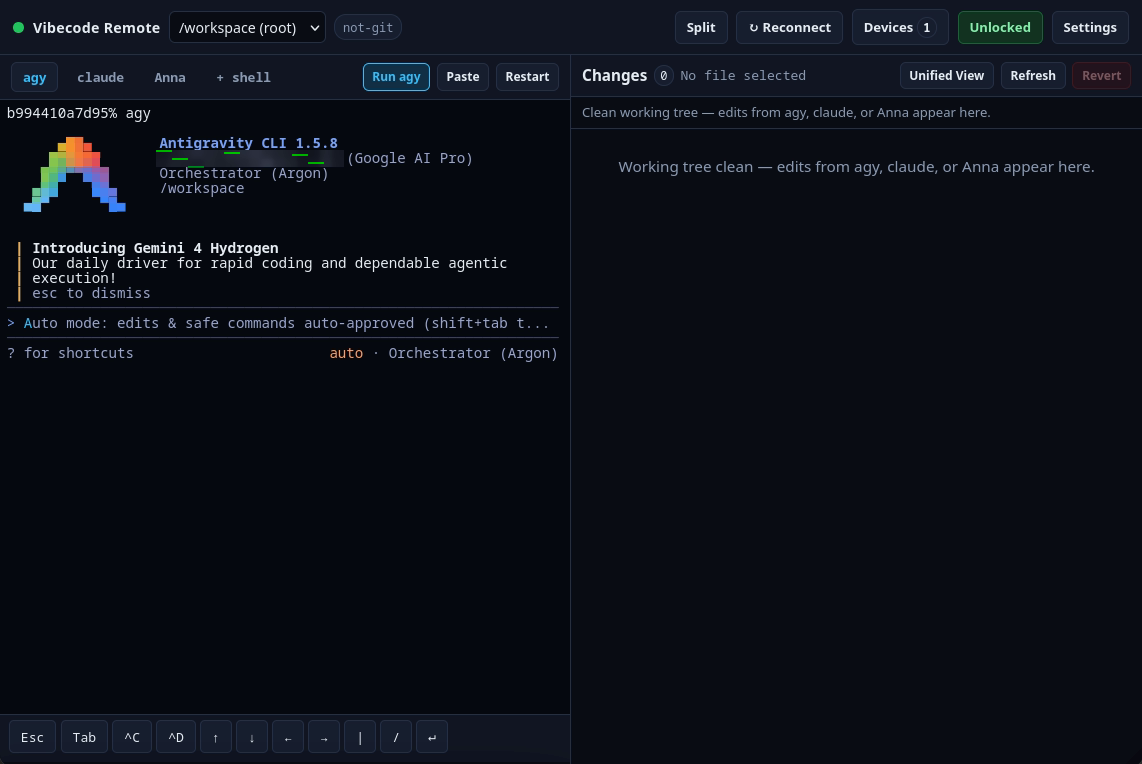 Vibecode Remote /workspace (root) not-git Split ↻ Reconnect Devices 1 Unlocked Settings
agy claude Anna + shell Run agy Paste Restart
b994410a7d95% agy
Antigravity CLI 1.5.8
(Google AI Pro)
Orchestrator (Argon)
/workspace
Introducing Gemini 4 Hydrogen
Our daily driver for rapid coding and dependable agentic
execution!
esc to dismiss
> Auto mode: edits & safe commands auto-approved (shift+tab t...
? for shortcuts auto · Orchestrator (Argon)
Esc Tab ^C ^D ↑ ↓ ← → | / ↵
Changes 0 No file selected Unified View Refresh Revert
Clean working tree — edits from agy, claude, or Anna appear here.
Working tree clean — edits from agy, claude, or Anna appear here.